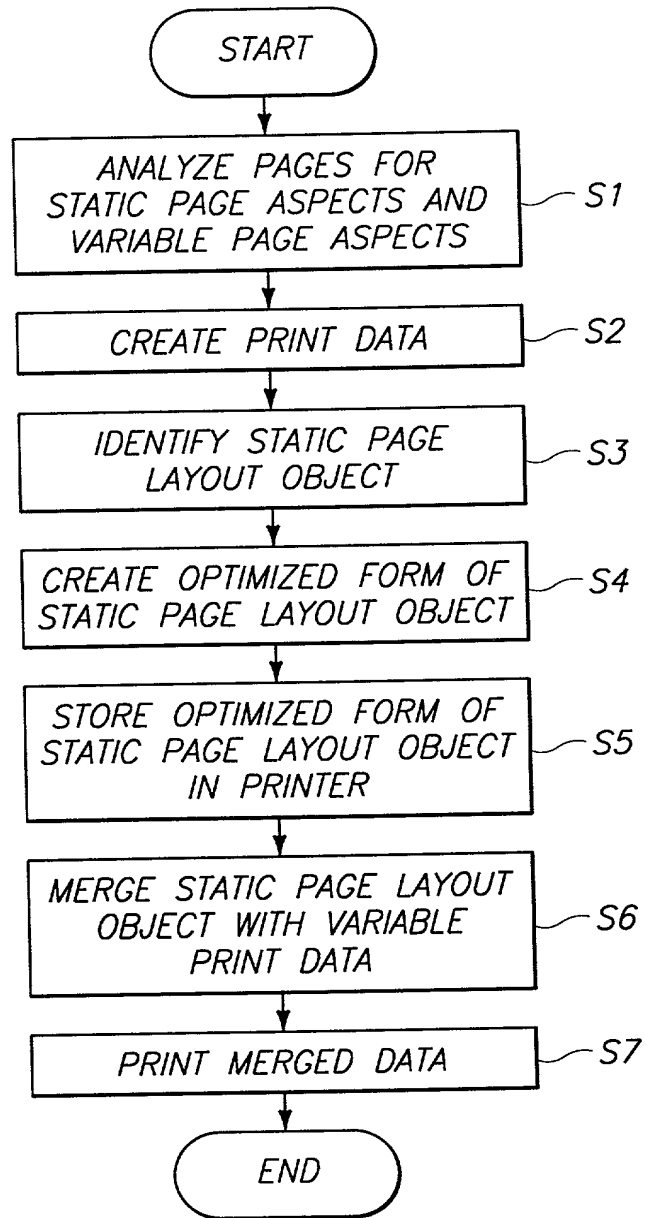 START
ANALYZE PAGES FOR
STATIC PAGE ASPECTS AND
VARIABLE PAGE ASPECTS
S1
CREATE PRINT DATA
S2
IDENTIFY STATIC PAGE
LAYOUT OBJECT
S3
CREATE OPTIMIZED FORM OF
STATIC PAGE LAYOUT OBJECT
S4
STORE OPTIMIZED FORM OF
STATIC PAGE LAYOUT OBJECT
IN PRINTER
S5
MERGE STATIC PAGE LAYOUT
OBJECT WITH VARIABLE
PRINT DATA
S6
PRINT MERGED DATA
S7
END